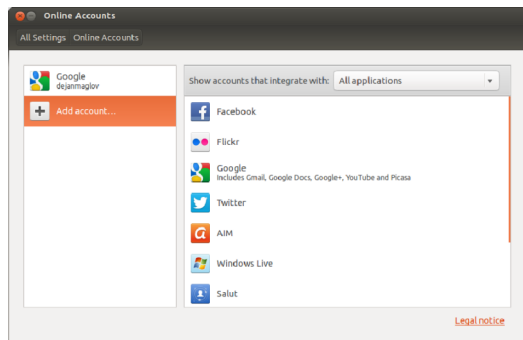 Online Accounts
All Settings Online Accounts
Google
dejanmaglov
Add account...
Show accounts that integrate with: All applications
Facebook
Flickr
Google
Includes Gmail, Google Docs, Google+, YouTube and Picasa
Twitter
AIM
Windows Live
Salut
Legal notice